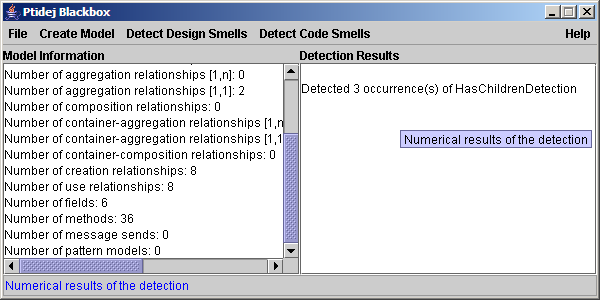 Ptidej Blackbox
File Create Model Detect Design Smells Detect Code Smells Help
Model Information
Number of aggregation relationships [1,n]: 0
Number of aggregation relationships [1,1]: 2
Number of composition relationships: 0
Number of container-aggregation relationships [1,n
Number of container-aggregation relationships [1,1
Number of container-composition relationships: 0
Number of creation relationships: 8
Number of use relationships: 8
Number of fields: 6
Number of methods: 36
Number of message sends: 0
Number of pattern models: 0
Detection Results
Detected 3 occurrence(s) of HasChildrenDetection
Numerical results of the detection
Numerical results of the detection